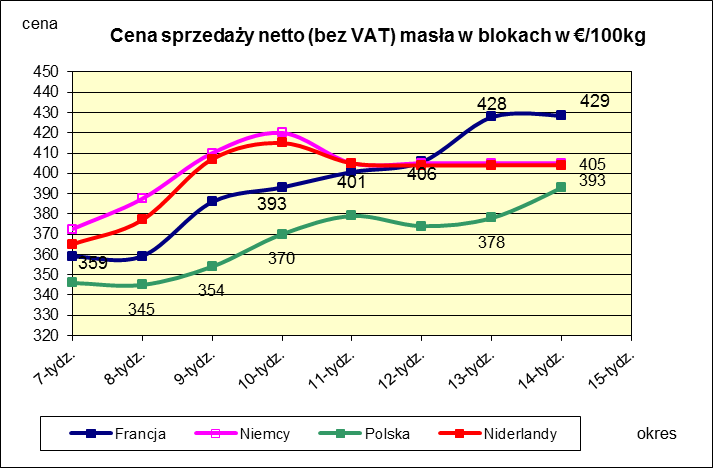 cena
Cena sprzedaży netto (bez VAT) masła w blokach w €/100kg
450
440
430
420
410
400
390
380
370
360
350
340
330
320
359
345
354
393
370
401
406
428
378
429
405
393
7-tydz.
8-tydz.
9-tydz.
10-tydz.
11-tydz.
12-tydz.
13-tydz.
14-tydz.
15-tydz.
Francja Niemcy Polska Niderlandy
okres